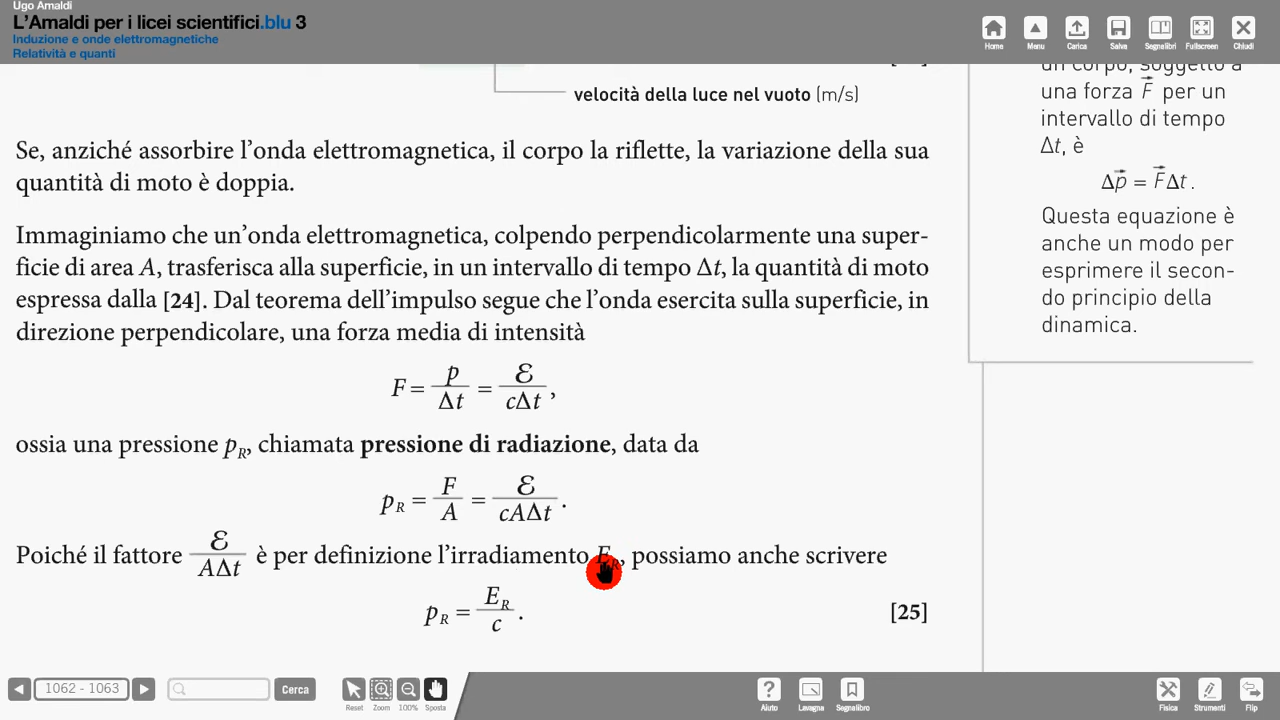 Ugo Amaldi
L'Amaldi per i licei scientifici.blu 3
Induzione e onde elettromagnetiche
Relatività e quanti
Home
Menu
Carica
Salva
Segnalibri
Fullscreen
Chiudi
velocità della luce nel vuoto (m/s)
Se, anziché assorbire l'onda elettromagnetica, il corpo la riflette, la variazione della sua
quantità di moto è doppia.
Immaginiamo che un'onda elettromagnetica, colpendo perpendicolarmente una super-
ficie di area A, trasferisca alla superficie, in un intervallo di tempo Δt, la quantità di moto
espressa dalla [24]. Dal teorema dell'impulso segue che l'onda esercita sulla superficie, in
direzione perpendicolare, una forza media di intensità
F = p/Δt = ℰ/cΔt ,
ossia una pressione p_R, chiamata pressione di radiazione, data da
p_R = F/A = ℰ/cAΔt .
Poiché il fattore ℰ/AΔt è per definizione l'irradiamento E_R, possiamo anche scrivere
p_R = E_R/c . [25]
un corpo, soggetto a
una forza F⃗ per un
intervallo di tempo
Δt, è
Δp⃗ = F⃗Δt .
Questa equazione è
anche un modo per
esprimere il secon-
do principio della
dinamica.
1062 - 1063
Cerca
Reset
Zoom
100%
Sposta
Aiuto
Lavagna
Segnalibro
Fisica
Strumenti
Flip